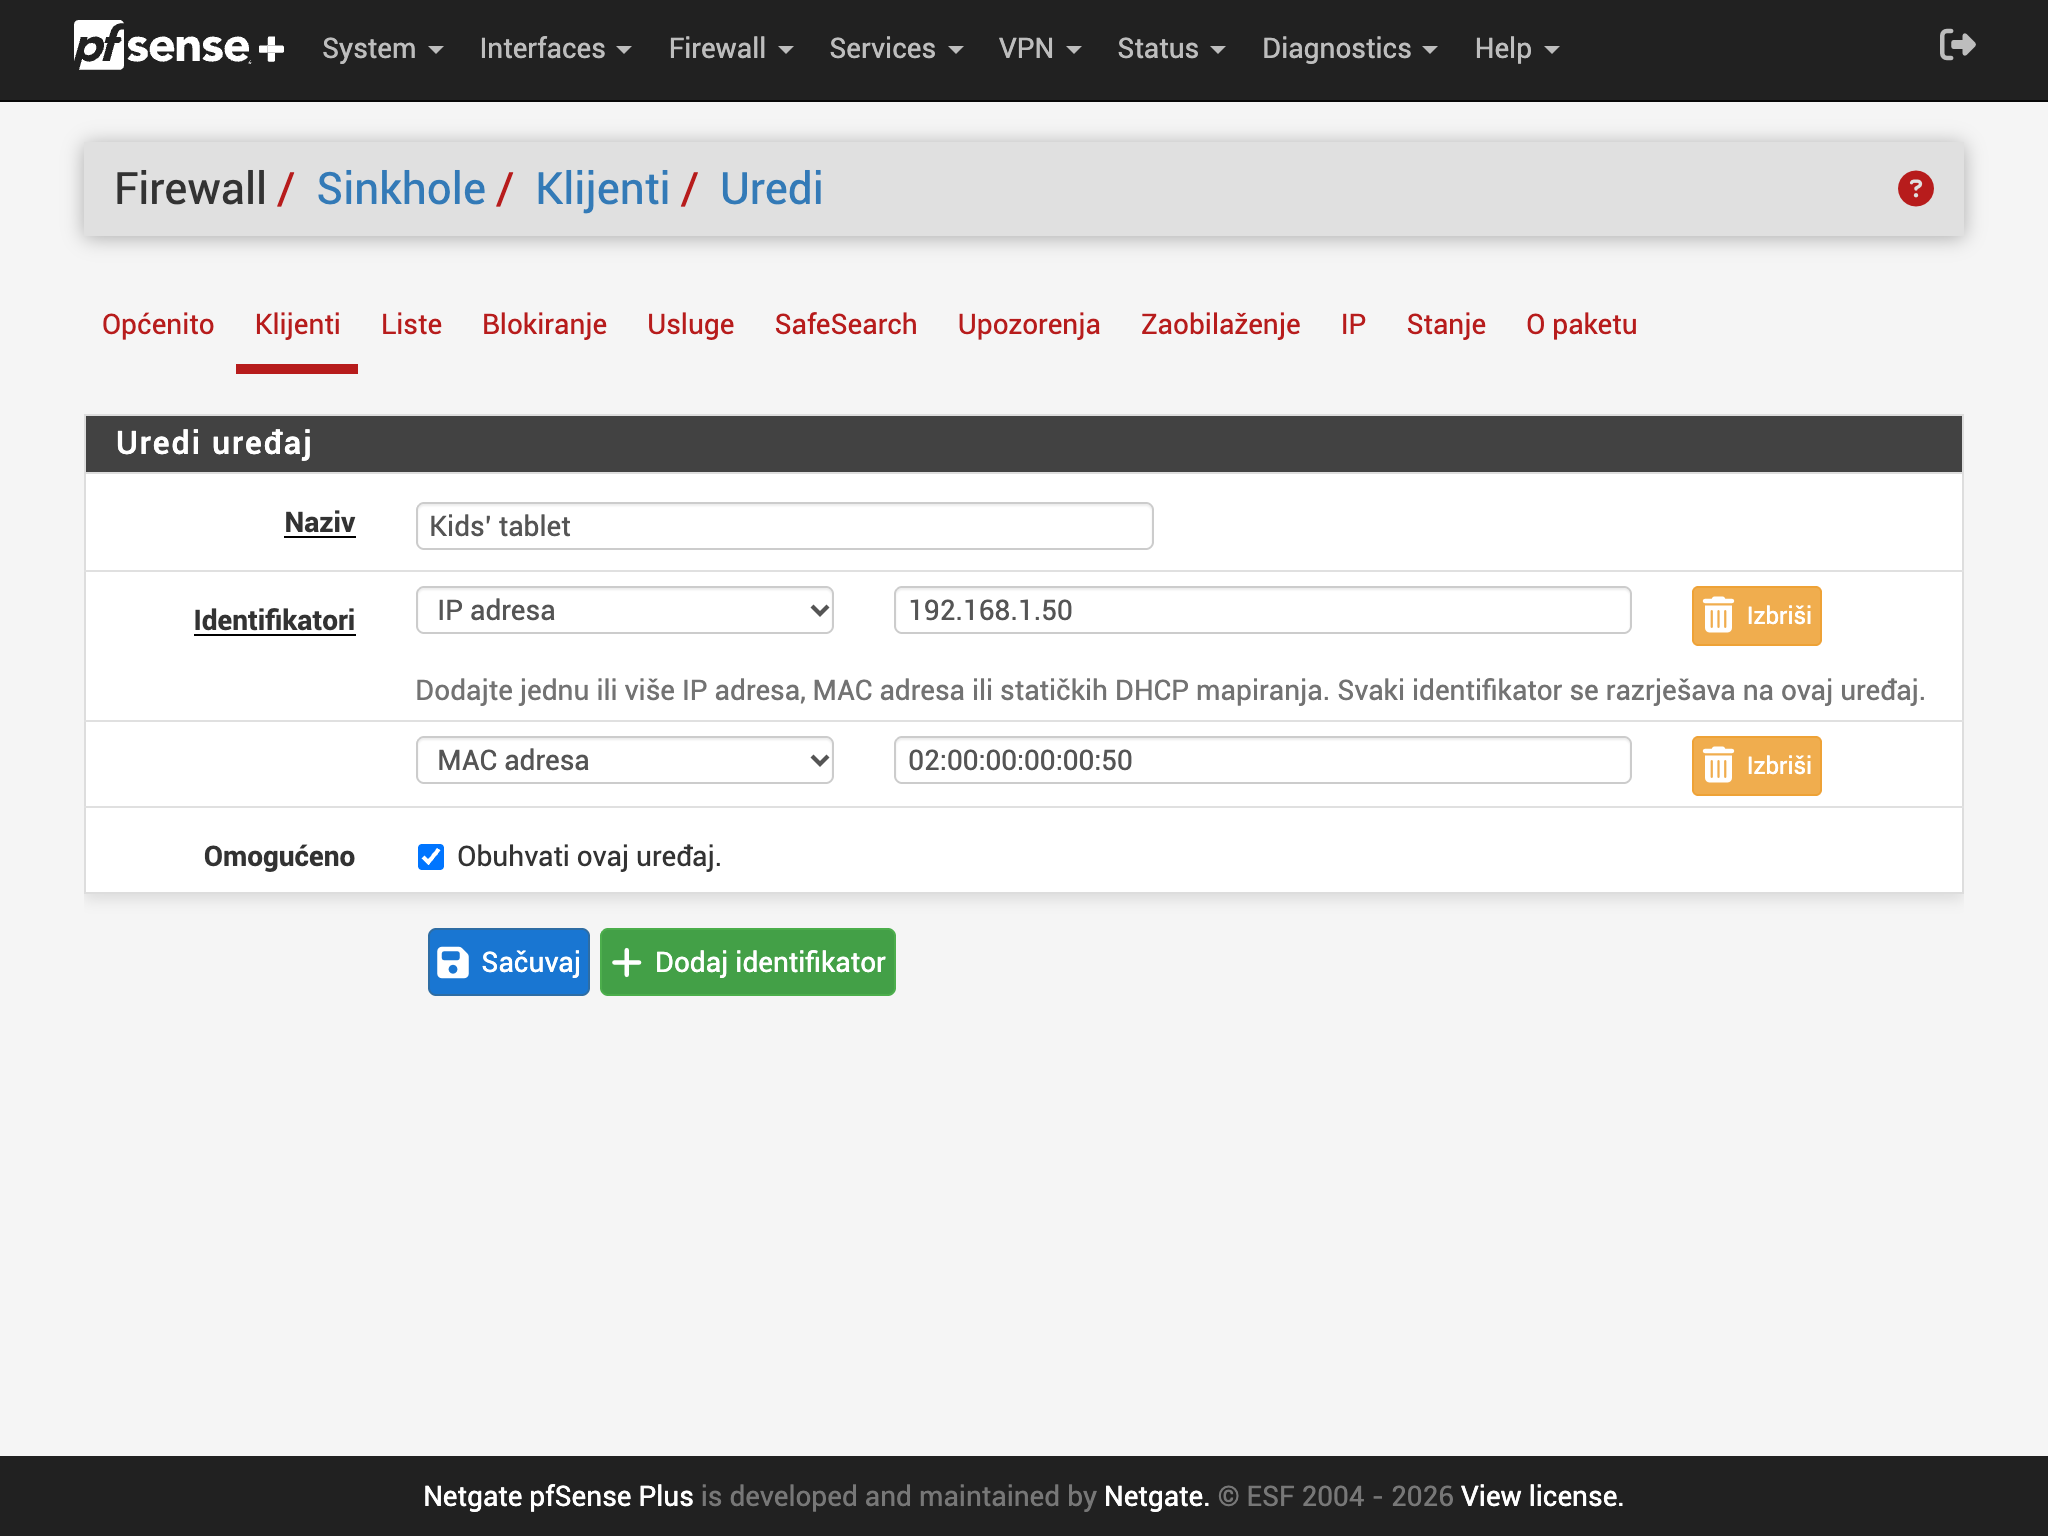 pfsense+ System Interfaces Firewall Services VPN Status Diagnostics Help
Firewall / Sinkhole / Klijenti / Uredi
Općenito Klijenti Liste Blokiranje Usluge SafeSearch Upozorenja Zaobilaženje IP Stanje O paketu
Uredi uređaj
Naziv Kids' tablet
Identifikatori IP adresa 192.168.1.50 Izbriši
Dodajte jednu ili više IP adresa, MAC adresa ili statičkih DHCP mapiranja. Svaki identifikator se razrješava na ovaj uređaj.
MAC adresa 02:00:00:00:00:50 Izbriši
Omogućeno Obuhvati ovaj uređaj.
Sačuvaj Dodaj identifikator
Netgate pfSense Plus is developed and maintained by Netgate. © ESF 2004 - 2026 View license.